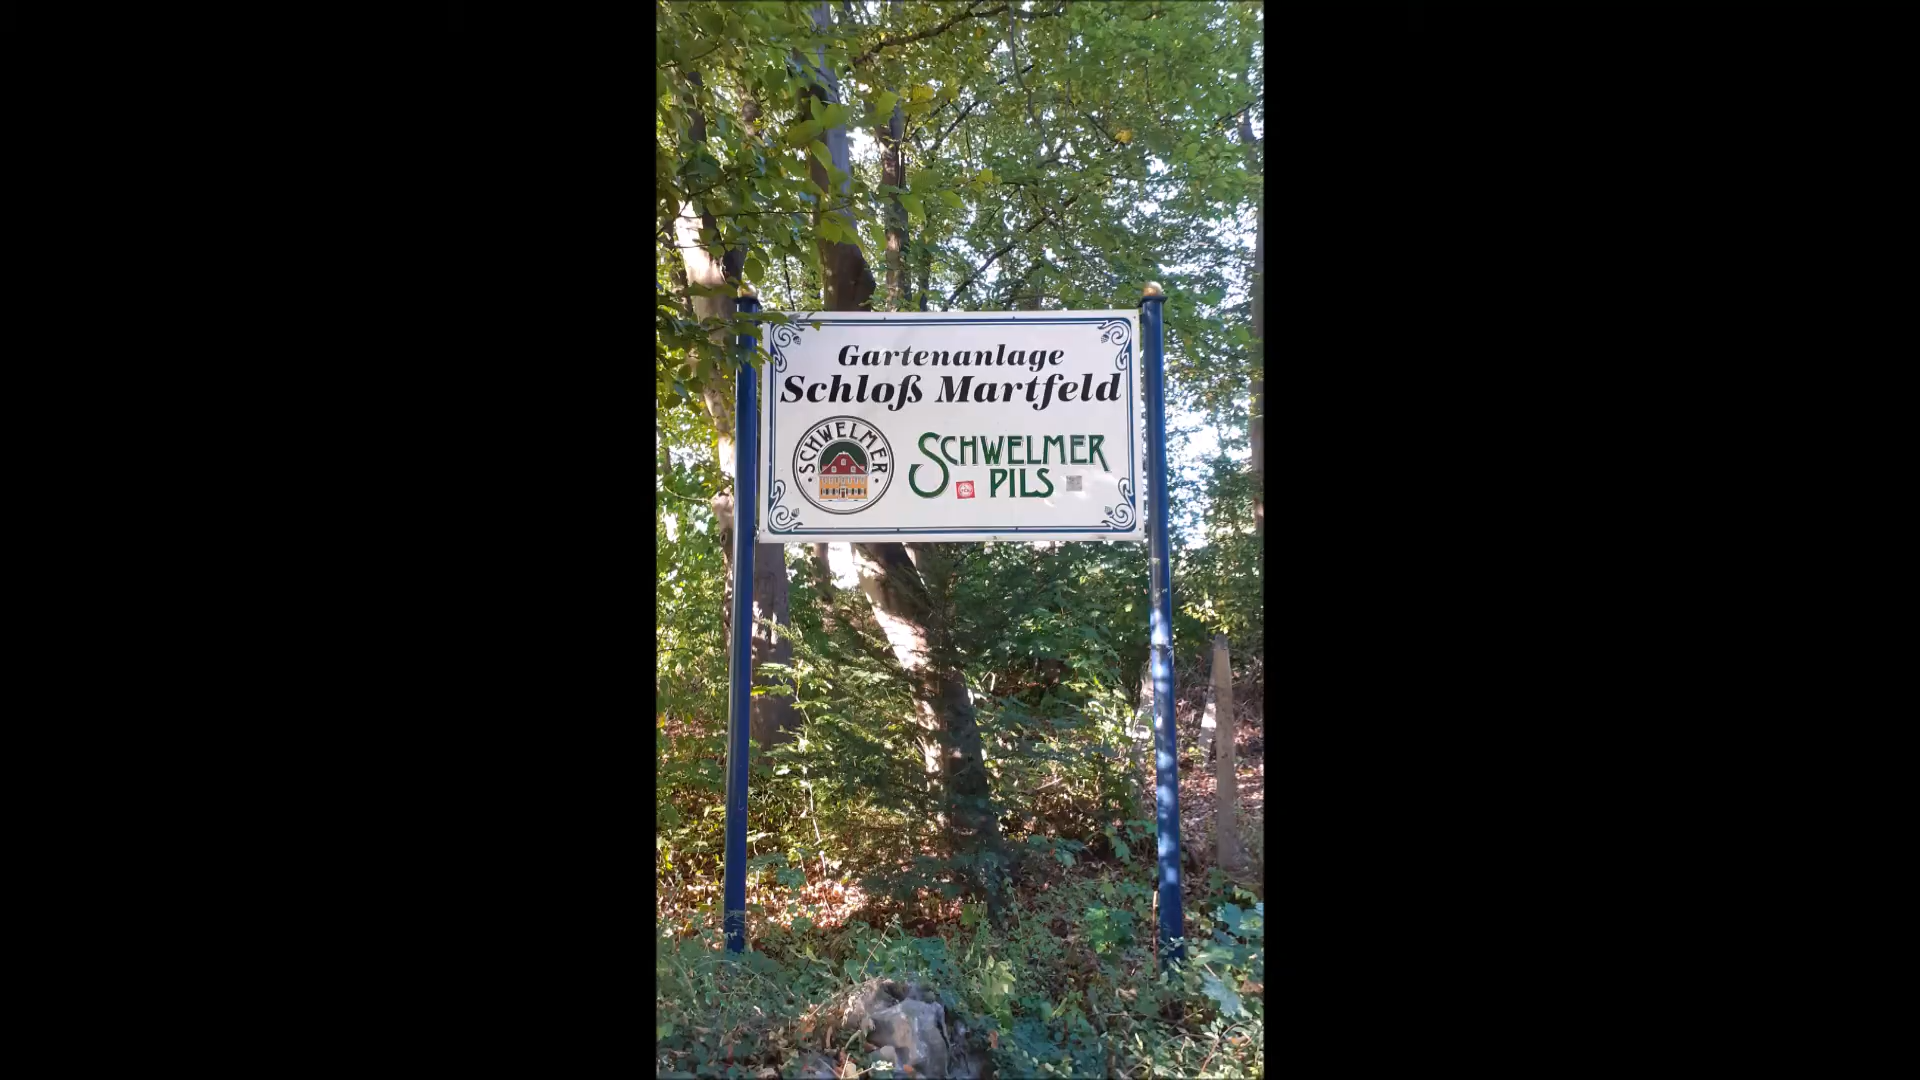 Gartenanlage
Schloß Martfeld
SCHWELMER
SCHWELMER
PILS